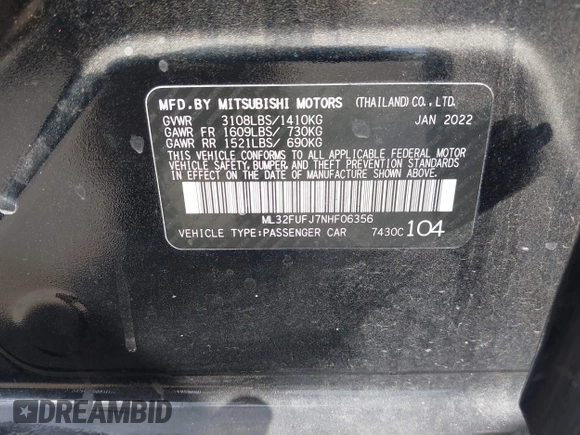 MFD.BY MITSUBISHI MOTORS (THAILAND) CO., LTD.
GVWR 3108LBS/1410KG JAN 2022
GAWR FR 1609LBS/ 730KG
GAWR RR 1521LBS/ 690KG
THIS VEHICLE CONFORMS TO ALL APPLICABLE FEDERAL MOTOR
VEHICLE SAFETY, BUMPER, AND THEFT PREVENTION STANDARDS
IN EFFECT ON THE DATE OF MANUFACTURE SHOWN ABOVE.
ML32FUFJ7NHF06356
VEHICLE TYPE:PASSENGER CAR 7430C 104
DREAMBID